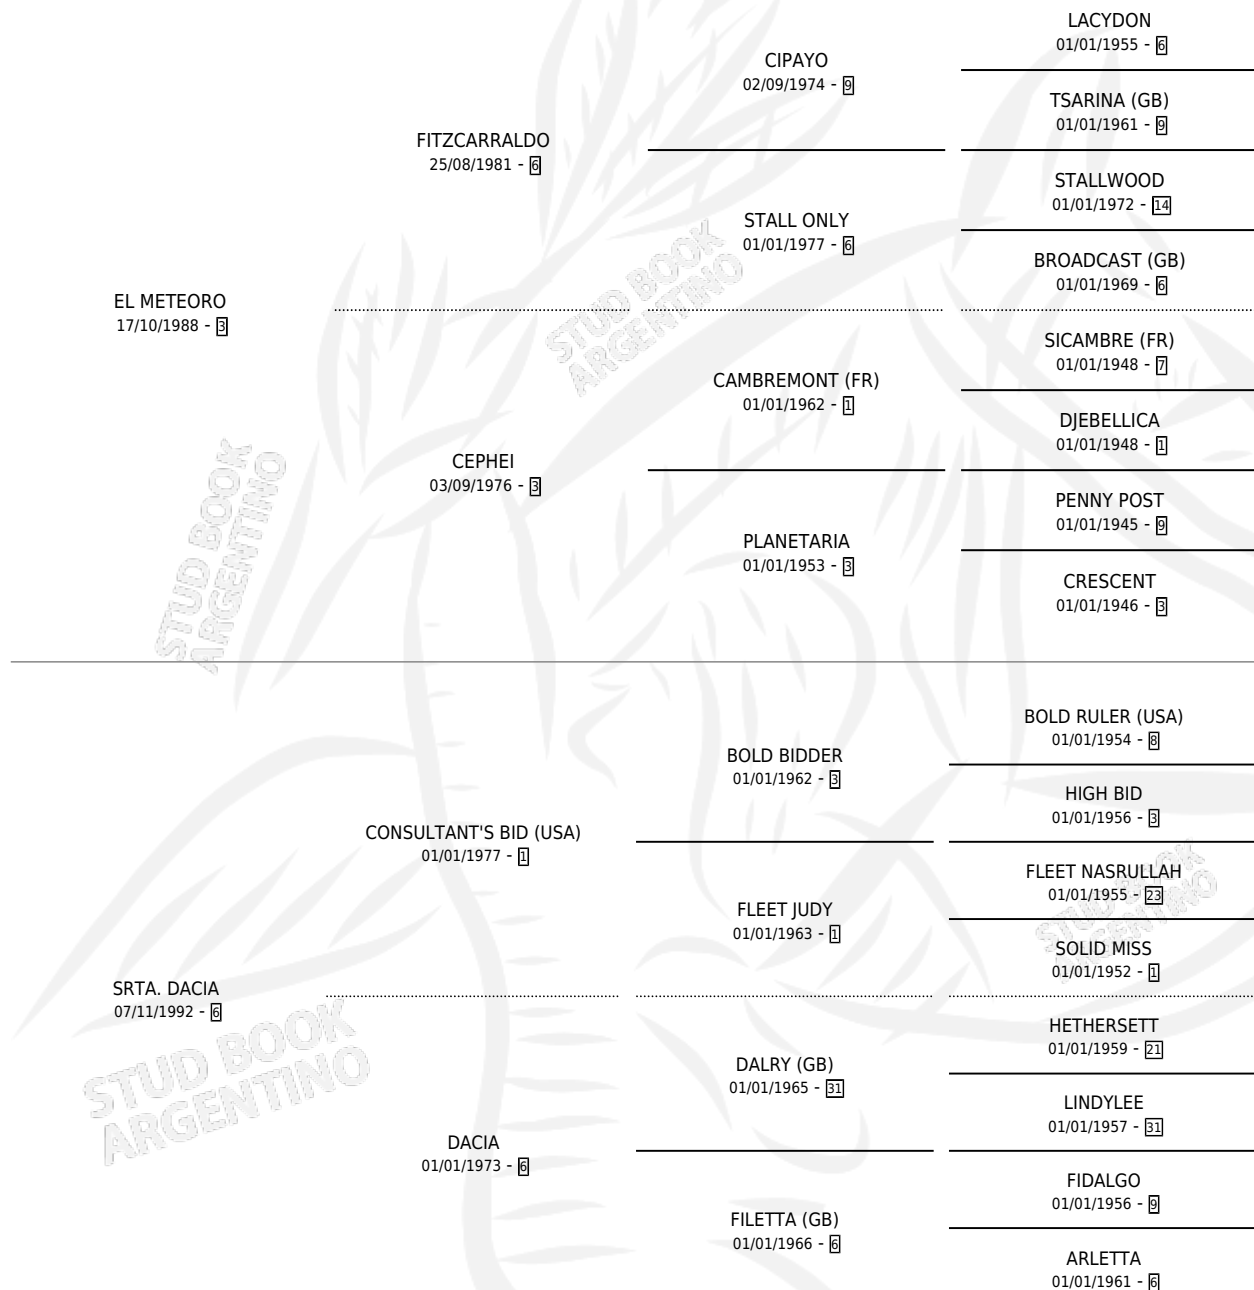 LACYDON
01/01/1955 - 6
CIPAYO
02/09/1974 - 9
TSARINA (GB)
01/01/1961 - 9
FITZCARRALDO
25/08/1981 - 6
STALLWOOD
01/01/1972 - 14
STALL ONLY
01/01/1977 - 6
BROADCAST (GB)
01/01/1969 - 6
EL METEORO
17/10/1988 - 3
SICAMBRE (FR)
01/01/1948 - 7
CAMBREMONT (FR)
01/01/1962 - 1
DJEBELLICA
01/01/1948 - 1
CEPHEI
03/09/1976 - 3
PENNY POST
01/01/1945 - 9
PLANETARIA
01/01/1953 - 3
CRESCENT
01/01/1946 - 3
BOLD RULER (USA)
01/01/1954 - 8
BOLD BIDDER
01/01/1962 - 3
HIGH BID
01/01/1956 - 3
CONSULTANT'S BID (USA)
01/01/1977 - 1
FLEET NASRULLAH
01/01/1955 - 23
FLEET JUDY
01/01/1963 - 1
SOLID MISS
01/01/1952 - 1
SRTA. DACIA
07/11/1992 - 6
HETHERSETT
01/01/1959 - 21
DALRY (GB)
01/01/1965 - 31
LINDYLEE
01/01/1957 - 31
DACIA
01/01/1973 - 6
FIDALGO
01/01/1956 - 9
FILETTA (GB)
01/01/1966 - 6
ARLETTA
01/01/1961 - 6
STUD BOOK
ARGENTINO
STUD BOOK
ARGENTINO
STUD BOOK
ARGENTINO
STUD BOOK
ARGENTINO